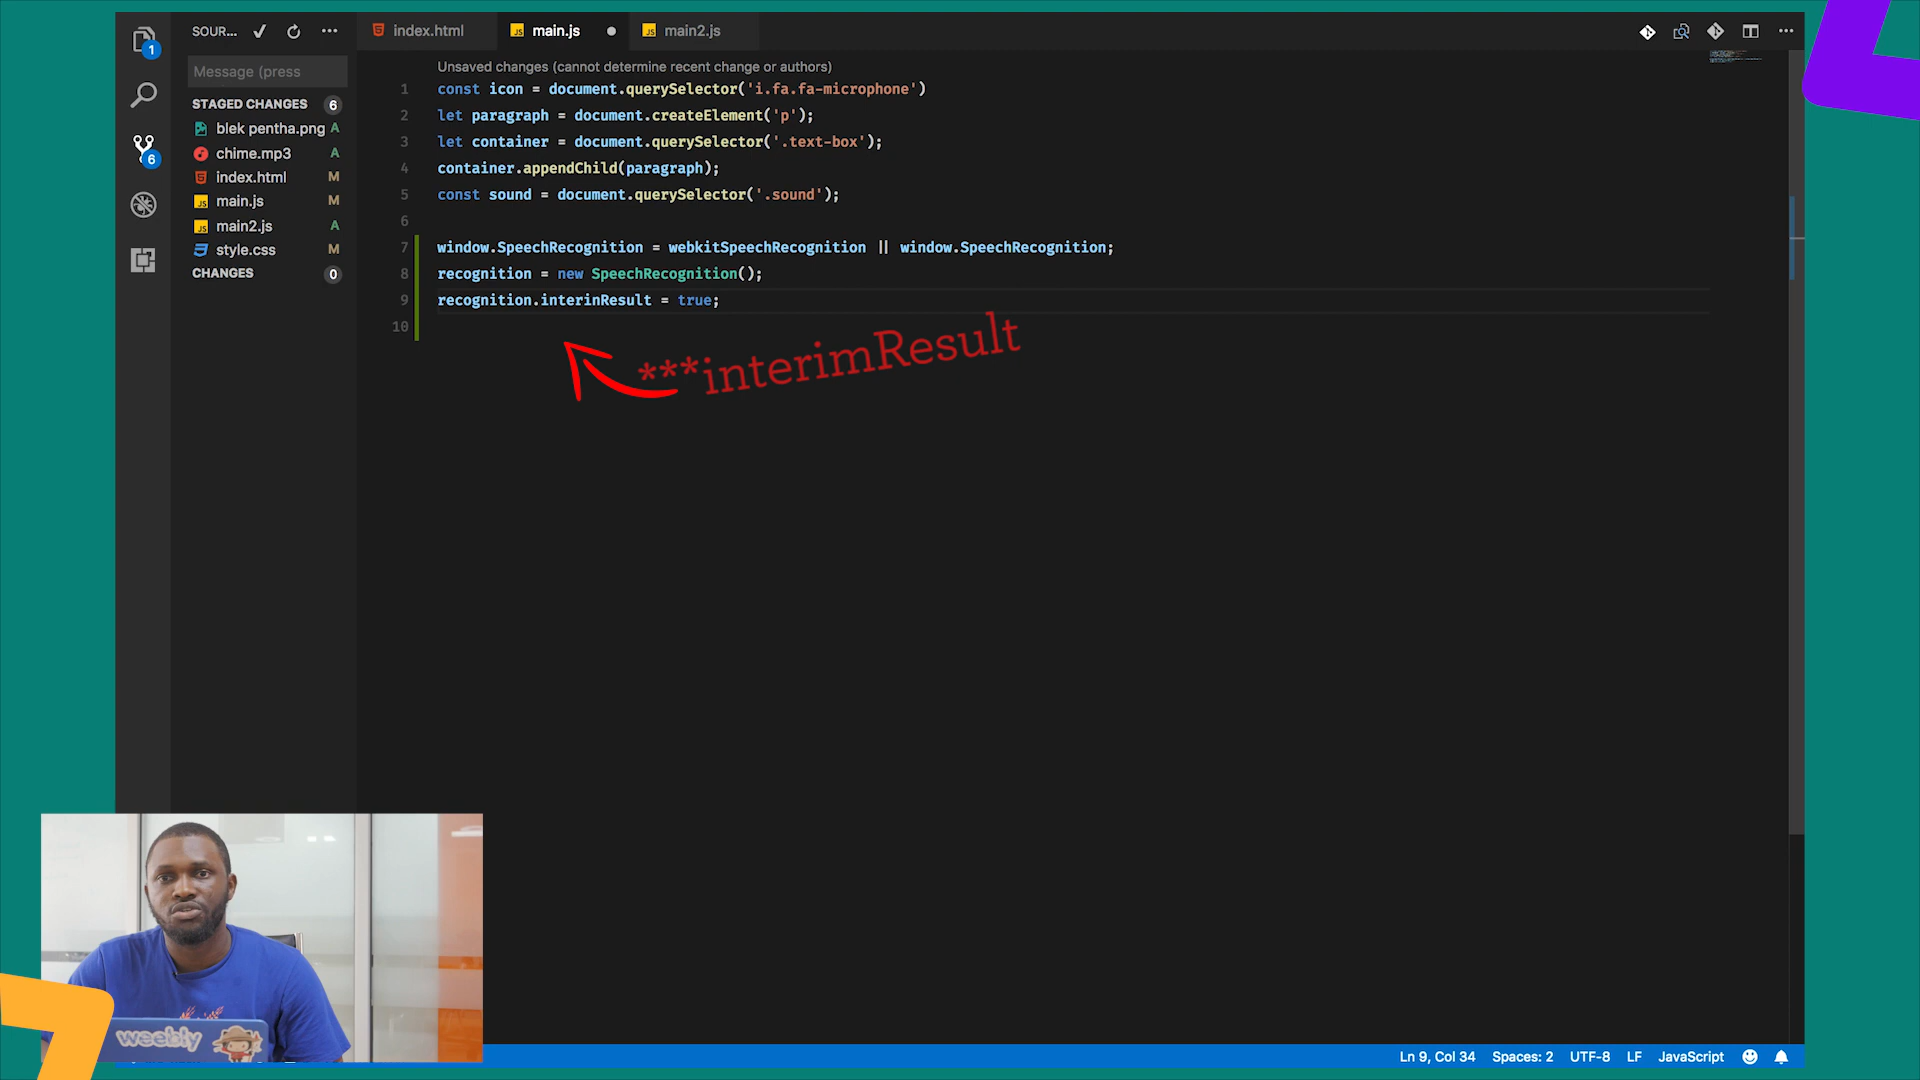 1
6
SOUR...
Message (press
STAGED CHANGES 6
blek pentha.png A
chime.mp3 A
index.html M
main.js M
main2.js A
style.css M
CHANGES 0
index.html
main.js
main2.js
Unsaved changes (cannot determine recent change or authors)
1 const icon = document.querySelector('i.fa.fa-microphone')
2 let paragraph = document.createElement('p');
3 let container = document.querySelector('.text-box');
4 container.appendChild(paragraph);
5 const sound = document.querySelector('.sound');
6
7 window.SpeechRecognition = webkitSpeechRecognition || window.SpeechRecognition;
8 recognition = new SpeechRecognition();
9 recognition.interinResult = true;
10
***interimResult
weebly
Ln 9, Col 34 Spaces: 2 UTF-8 LF JavaScript